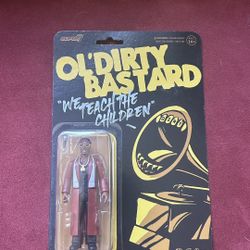 OL' DIRTY
BASTARD
"WE
TEACH THE
CHILDREN"